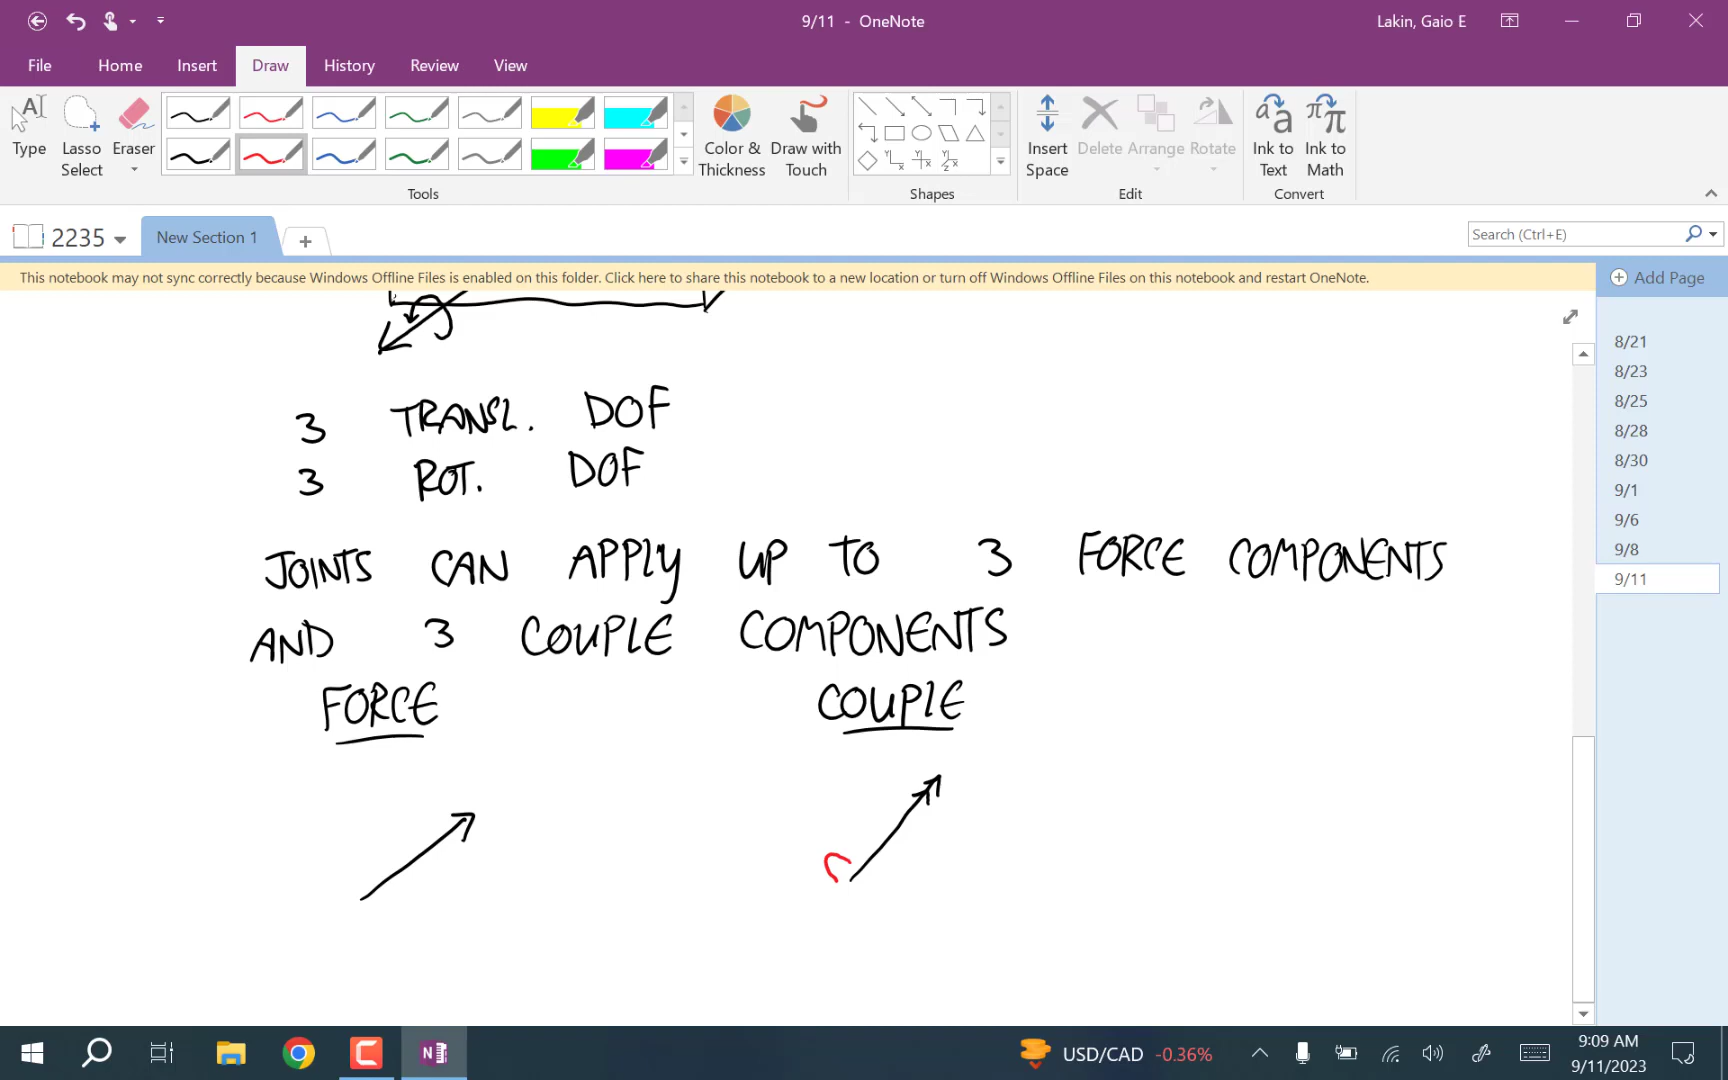 9/11 - OneNote
Lakin, Gaio E
File Home Insert Draw History Review View
Type
Lasso Select
Eraser
Color & Thickness
Draw with Touch
Insert Space
Delete
Arrange
Rotate
Ink to Text
Ink to Math
Tools
Shapes
Edit
Convert
2235
New Section 1
Search (Ctrl+E)
This notebook may not sync correctly because Windows Offline Files is enabled on this folder. Click here to share this notebook to a new location or turn off Windows Offline Files on this notebook and restart OneNote.
Add Page
8/21
8/23
8/25
8/28
8/30
9/1
9/6
9/8
9/11
3 TRANSL. DOF
3 ROT. DOF
JOINTS CAN APPLY UP TO 3 FORCE COMPONENTS
AND 3 COUPLE COMPONENTS
FORCE COUPLE
USD/CAD -0.36%
9:09 AM
9/11/2023